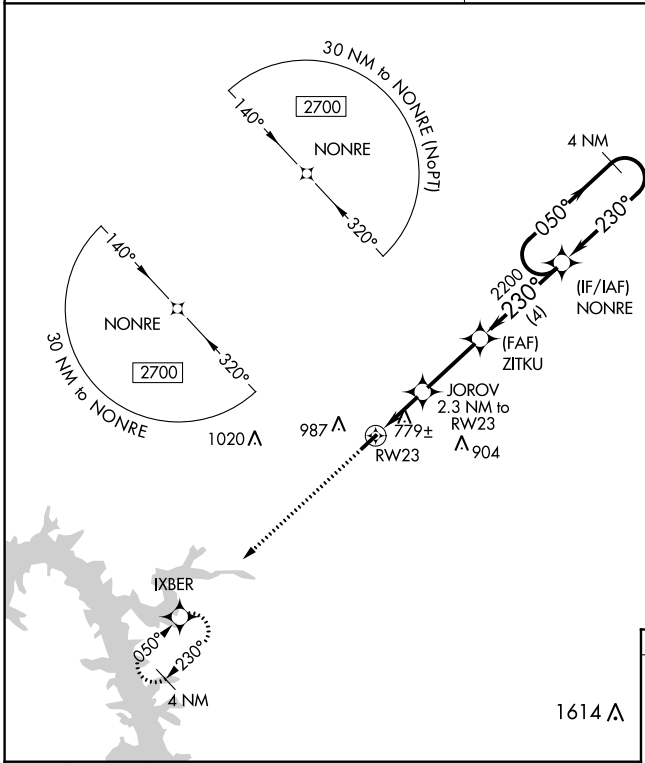 30 NM to NONRE (NoPT)
2700
140°
NONRE
320°
4 NM
050°
230°
(IF/IAF)
NONRE
2200
230°
(4)
(FAF)
ZITKU
140°
NONRE
320°
2700
30 NM to NONRE
JOROV
2.3 NM to
RW23
1020
987
779±
904
RW23
IXBER
050°
230°
4 NM
1614